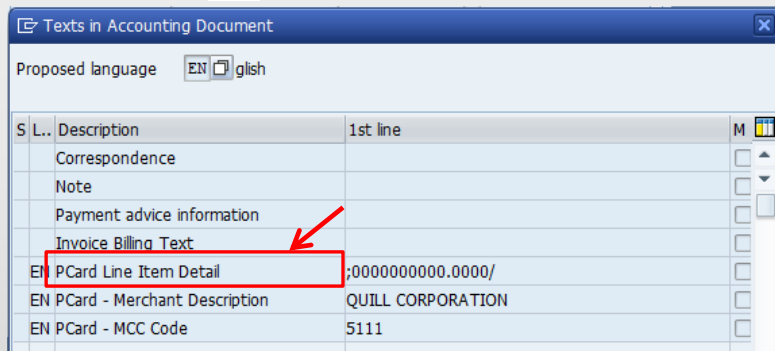 Texts in Accounting Document
Proposed language EN glish
S L.. Description 1st line M
Correspondence
Note
Payment advice information
Invoice Billing Text
EN PCard Line Item Detail ;0000000000.0000/
EN PCard - Merchant Description QUILL CORPORATION
EN PCard - MCC Code 5111